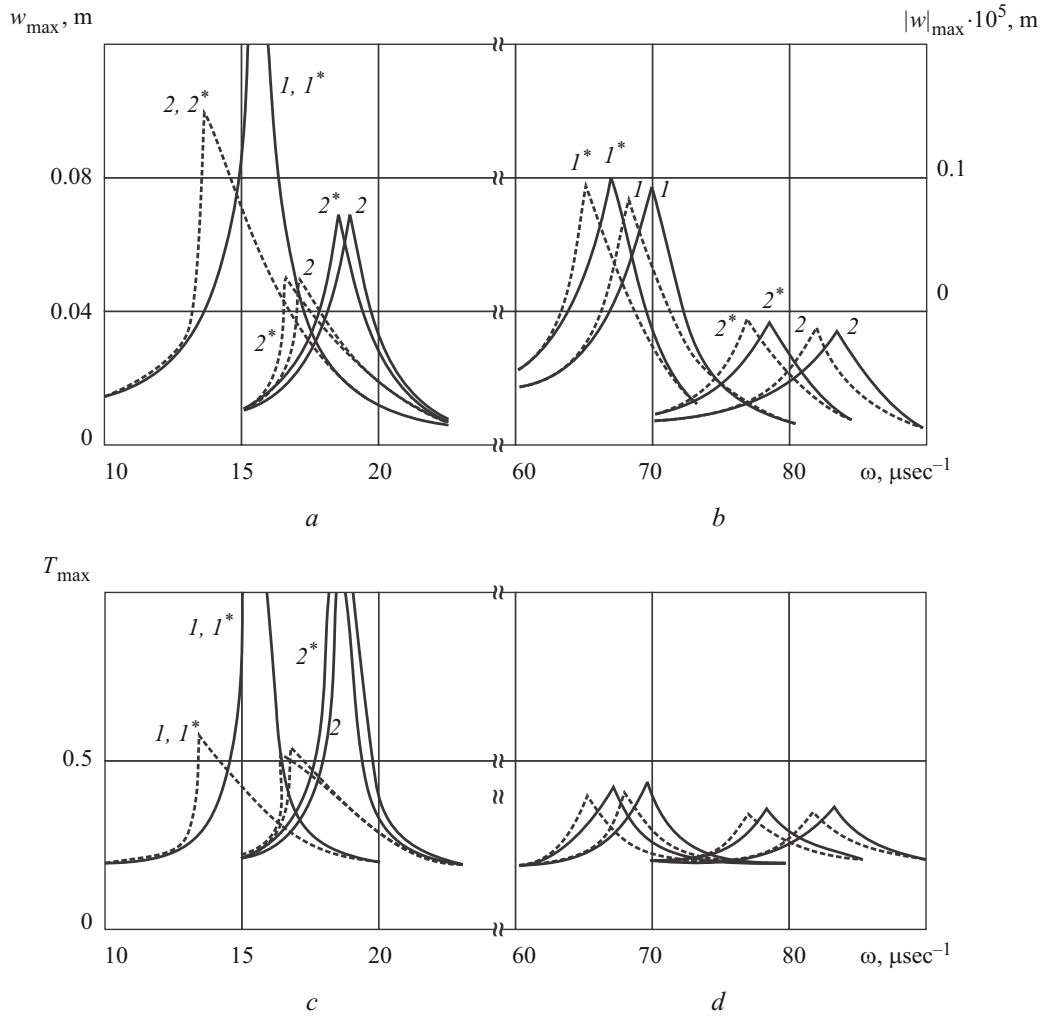 w_max, m |w|_max·10^5, m
2, 2* 1, 1*
0.08 1* 1* 0.1
2* 2 1 1
0.04 2 0
2* 2* 2* 2 2
0
10 15 20 60 70 80 ω, μsec^–1
a b
T_max
1, 1*
2*
1, 1* 2
0.5
0
10 15 20 60 70 80 ω, μsec^–1
c d